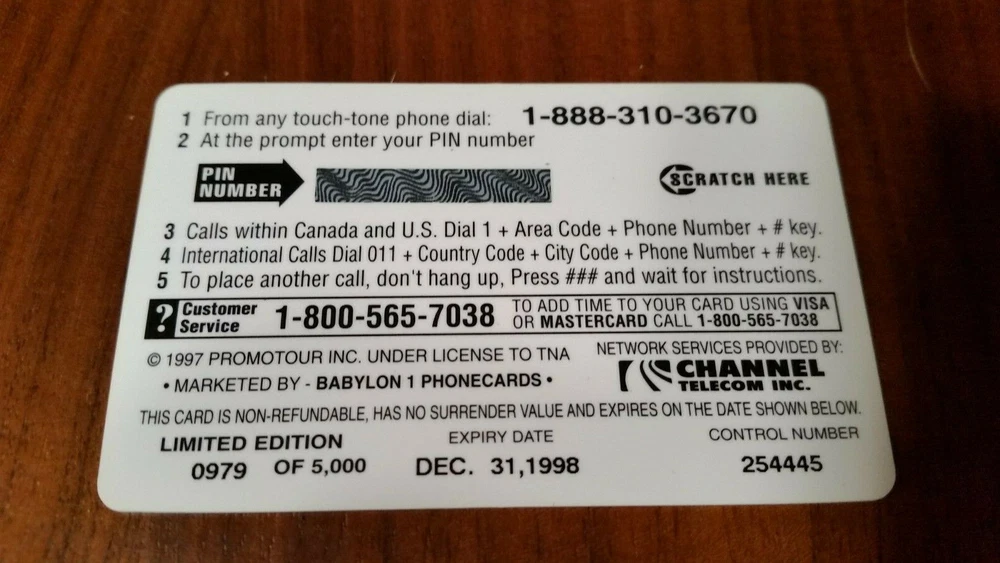 1 From any touch-tone phone dial: 1-888-310-3670
2 At the prompt enter your PIN number
PIN NUMBER
SCRATCH HERE
3 Calls within Canada and U.S. Dial 1 + Area Code + Phone Number + # key.
4 International Calls Dial 011 + Country Code + City Code + Phone Number + # key.
5 To place another call, don't hang up, Press ### and wait for instructions.
? Customer Service 1-800-565-7038
TO ADD TIME TO YOUR CARD USING VISA
OR MASTERCARD CALL 1-800-565-7038
© 1997 PROMOTOUR INC. UNDER LICENSE TO TNA
• MARKETED BY - BABYLON 1 PHONECARDS •
NETWORK SERVICES PROVIDED BY:
CHANNEL
TELECOM INC.
THIS CARD IS NON-REFUNDABLE, HAS NO SURRENDER VALUE AND EXPIRES ON THE DATE SHOWN BELOW.
LIMITED EDITION
0979 OF 5,000
EXPIRY DATE
DEC. 31,1998
CONTROL NUMBER
254445